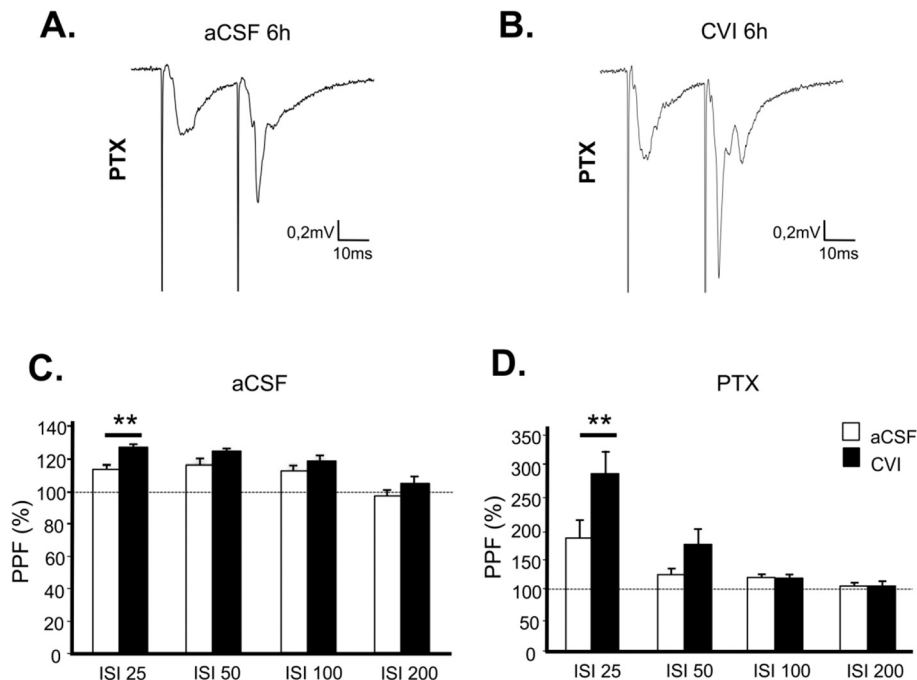 A.
aCSF 6h
PTX
0,2mV
10ms
B.
CVI 6h
PTX
0,2mV
10ms
C.
aCSF
**
PPF (%)
140
120
100
80
60
40
20
0
ISI 25
ISI 50
ISI 100
ISI 200
D.
PTX
**
aCSF
CVI
PPF (%)
350
300
250
200
150
100
50
0
ISI 25
ISI 50
ISI 100
ISI 200